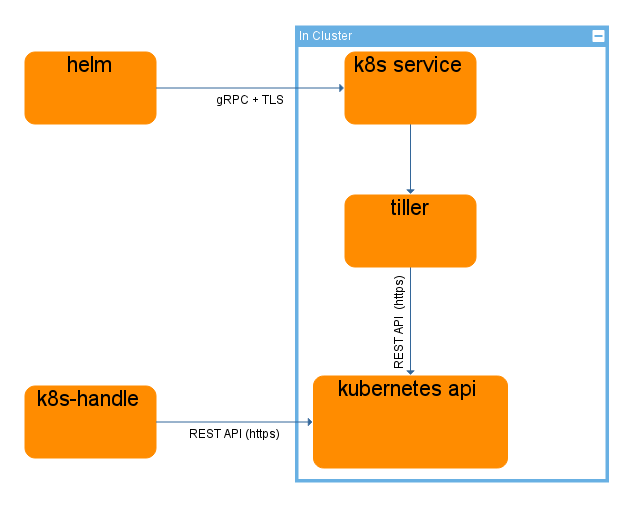 In Cluster
helm
k8s service
gRPC + TLS
tiller
REST API (https)
k8s-handle
kubernetes api
REST API (https)